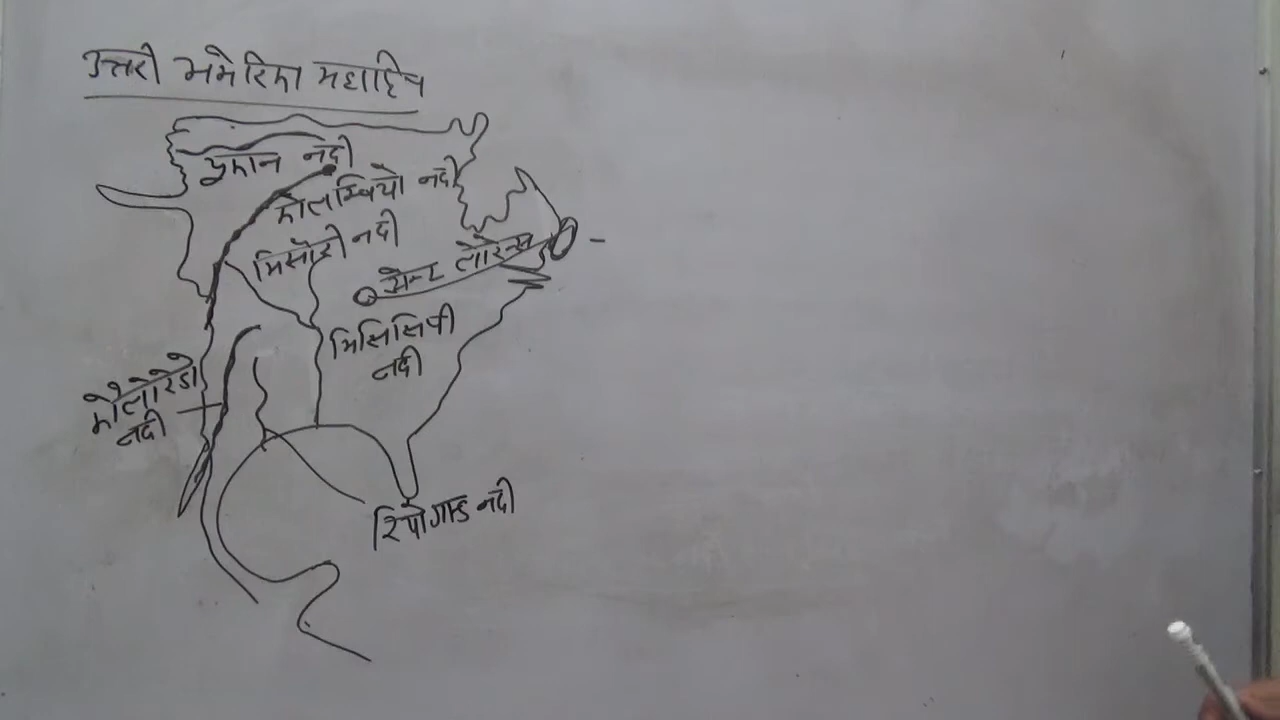 उत्तरी अमेरिका महाद्विप
युकान नदी
कोलम्बिया नदी
मिसौरी नदी
सेन्ट लोरेन्स
मिसिसिपी
नदी
कोलोरेडो
नदी
रियोग्राण्ड नदी